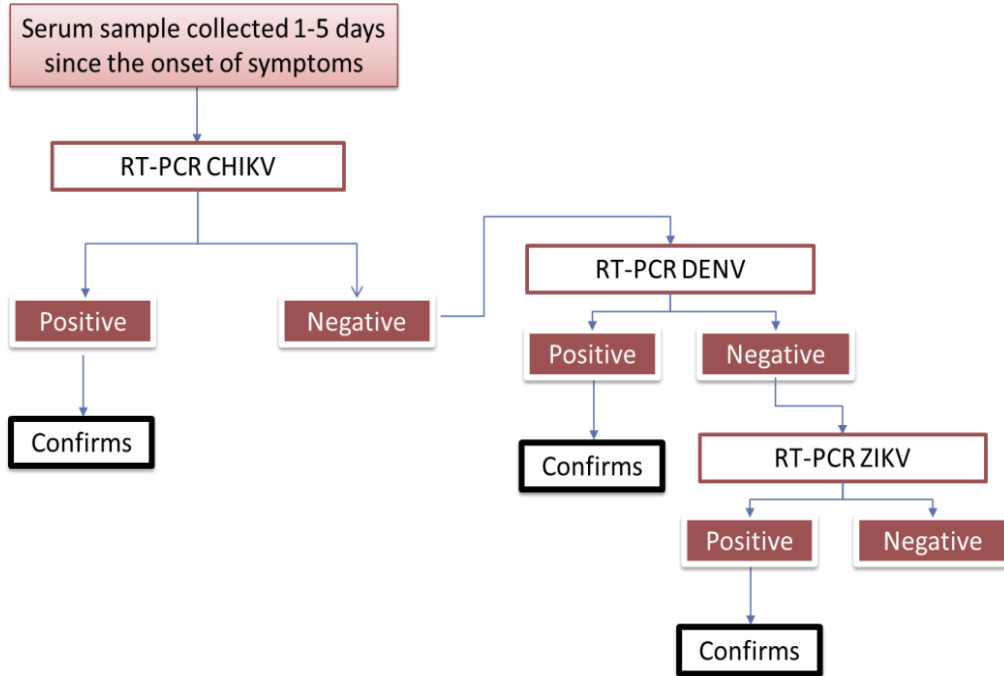 Serum sample collected 1-5 days
since the onset of symptoms
RT-PCR CHIKV
Positive
Negative
Confirms
RT-PCR DENV
Positive
Negative
Confirms
RT-PCR ZIKV
Positive
Negative
Confirms